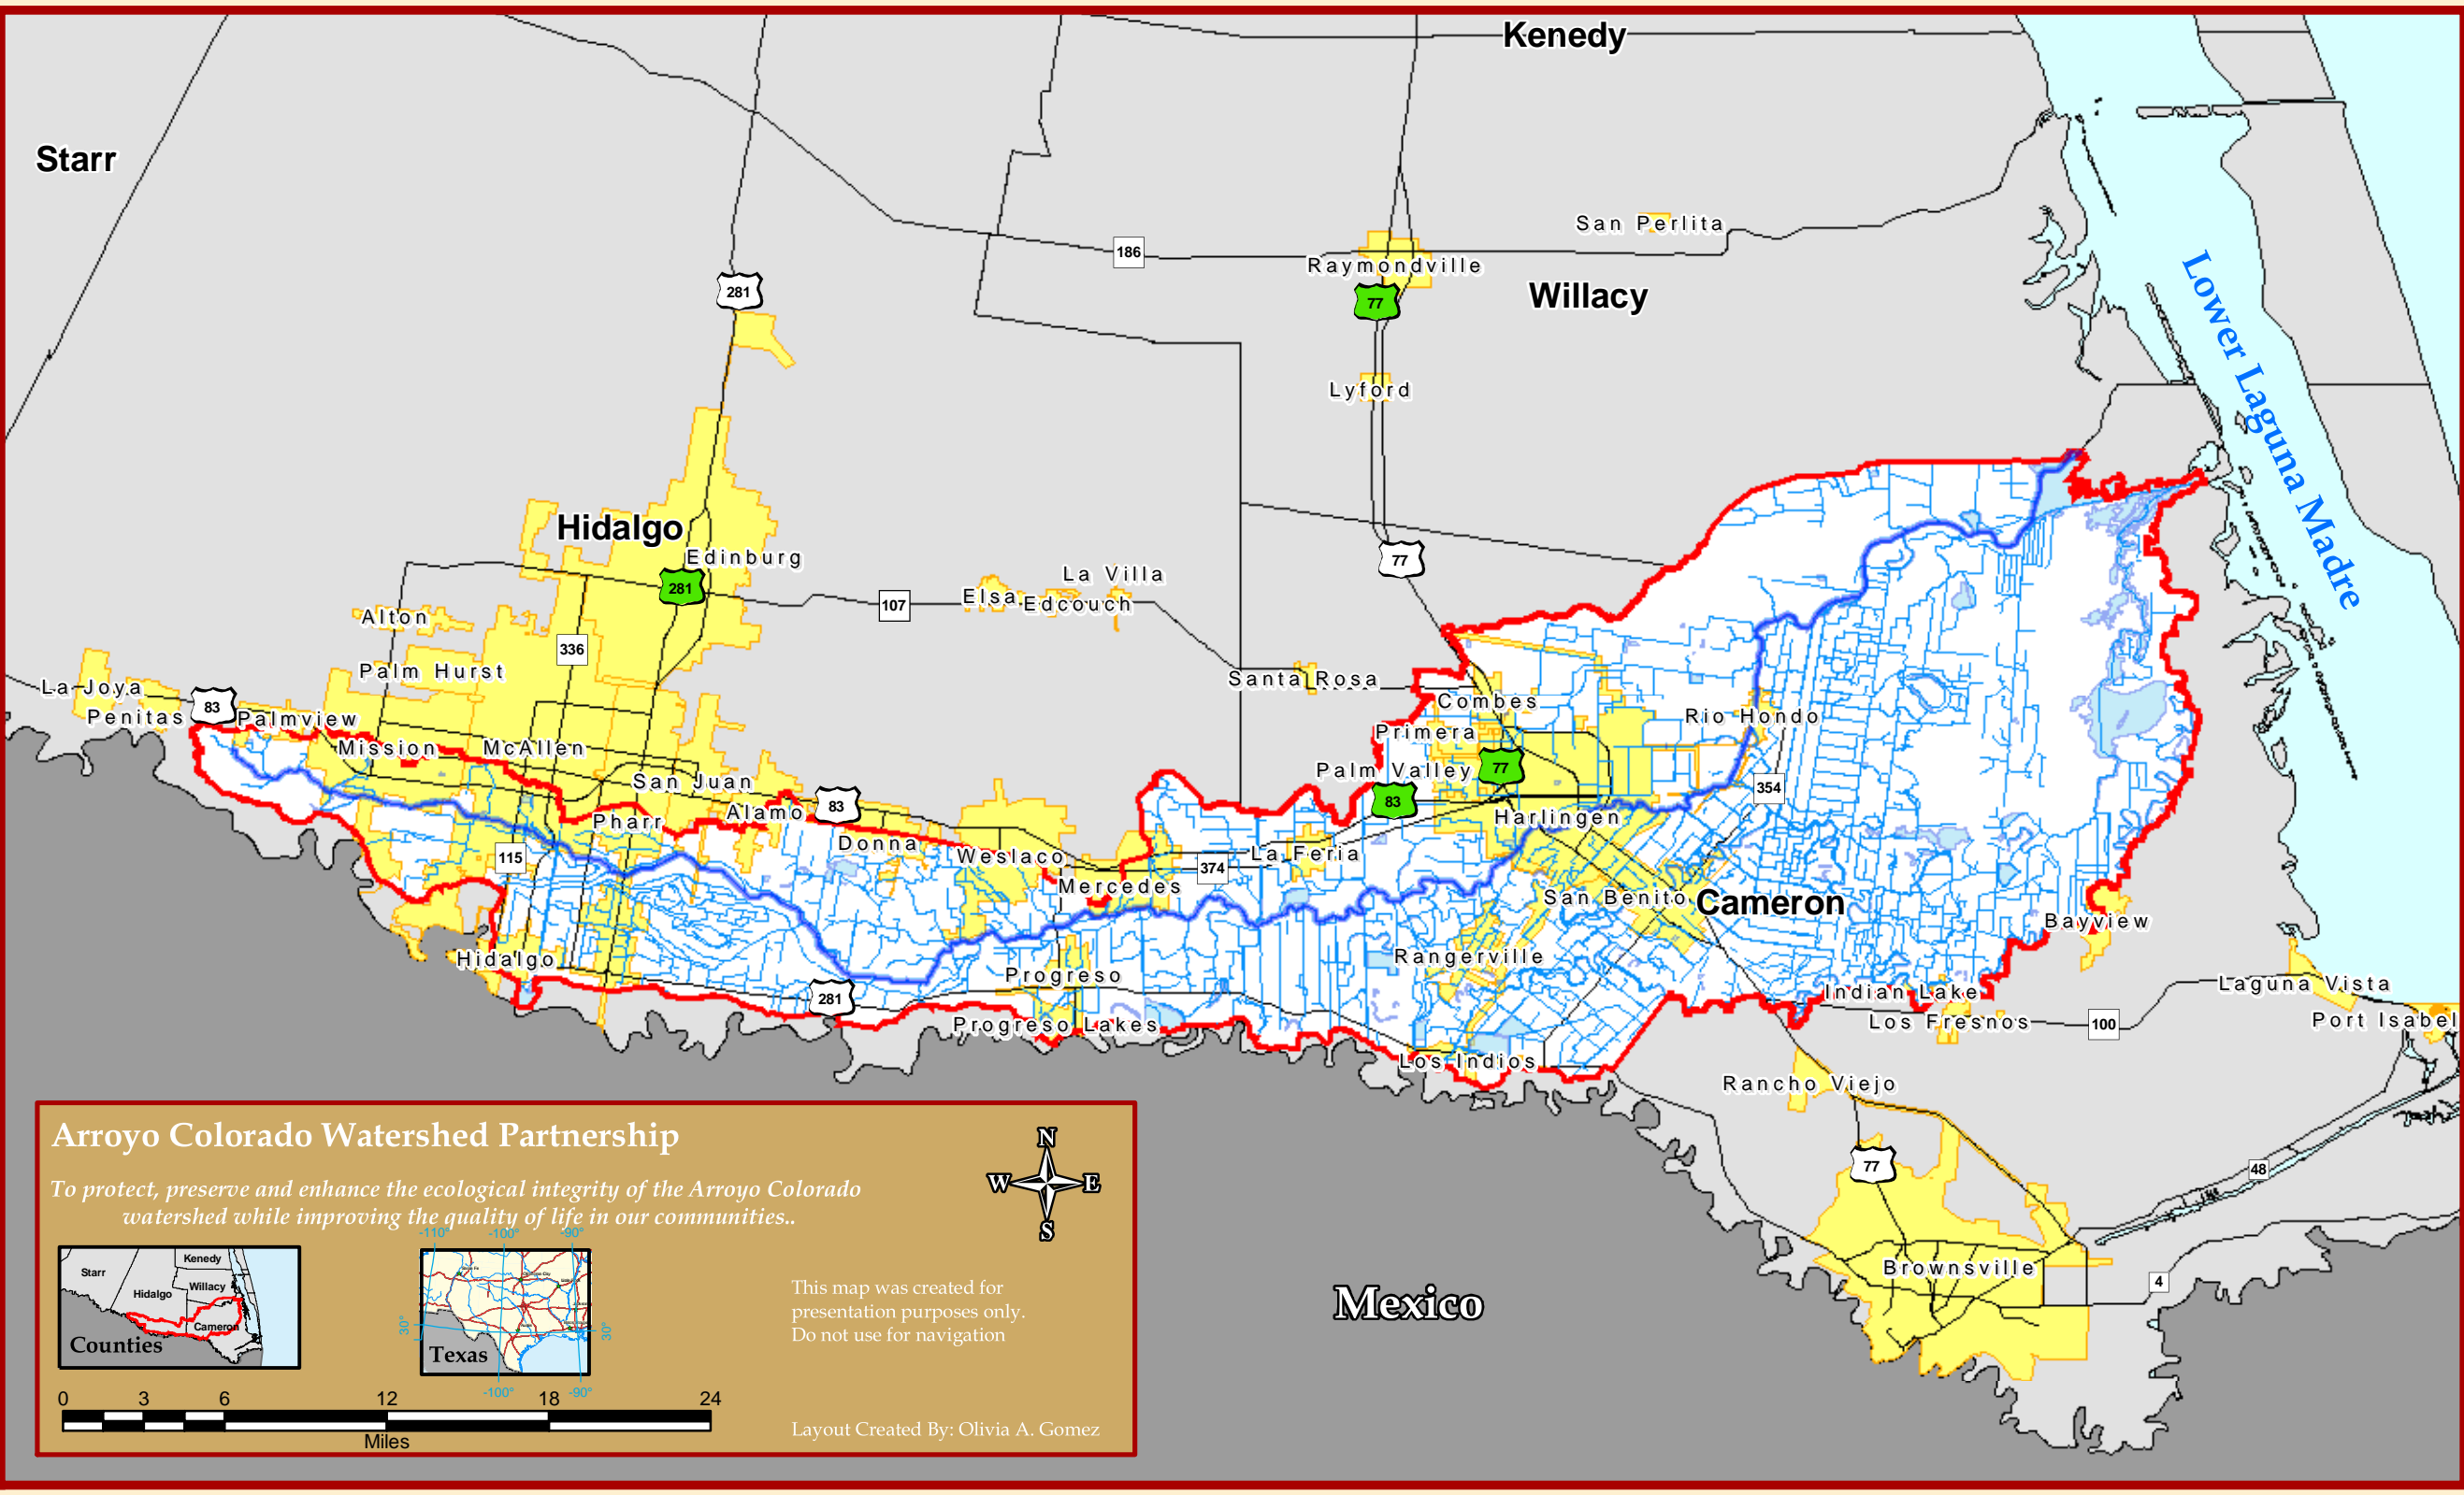 Kenedy
Starr
San Perlita
186
Raymondville
281
77
Willacy
Lower Laguna Madre
Lyford
Hidalgo
Edinburg
77
281
La Villa
107
Elsa
Edcouch
Alton
336
Palm Hurst
Santa Rosa
La Joya
83
Penitas
Palmview
Combes
Rio Hondo
Primera
Mission
McAllen
Palm Valley
77
San Juan
354
83
83
Alamo
Pharr
Harlingen
Donna
115
Weslaco
La Feria
374
Mercedes
San Benito
Cameron
Bayview
Hidalgo
Rangerville
Progreso
Laguna Vista
281
Indian Lake
Progreso Lakes
Los Fresnos
100
Port Isabel
Los Indios
Rancho Viejo
77
48
Brownsville
4
Mexico
Arroyo Colorado Watershed Partnership
To protect, preserve and enhance the ecological integrity of the Arroyo Colorado
watershed while improving the quality of life in our communities..
N
W
E
S
-110°
-100°
-90°
Kenedy
Starr
Willacy
Hidalgo
Cameron
Counties
30°
30°
Texas
-100°
-90°
This map was created for
presentation purposes only.
Do not use for navigation
0 3 6 12 18 24
Miles
Layout Created By: Olivia A. Gomez